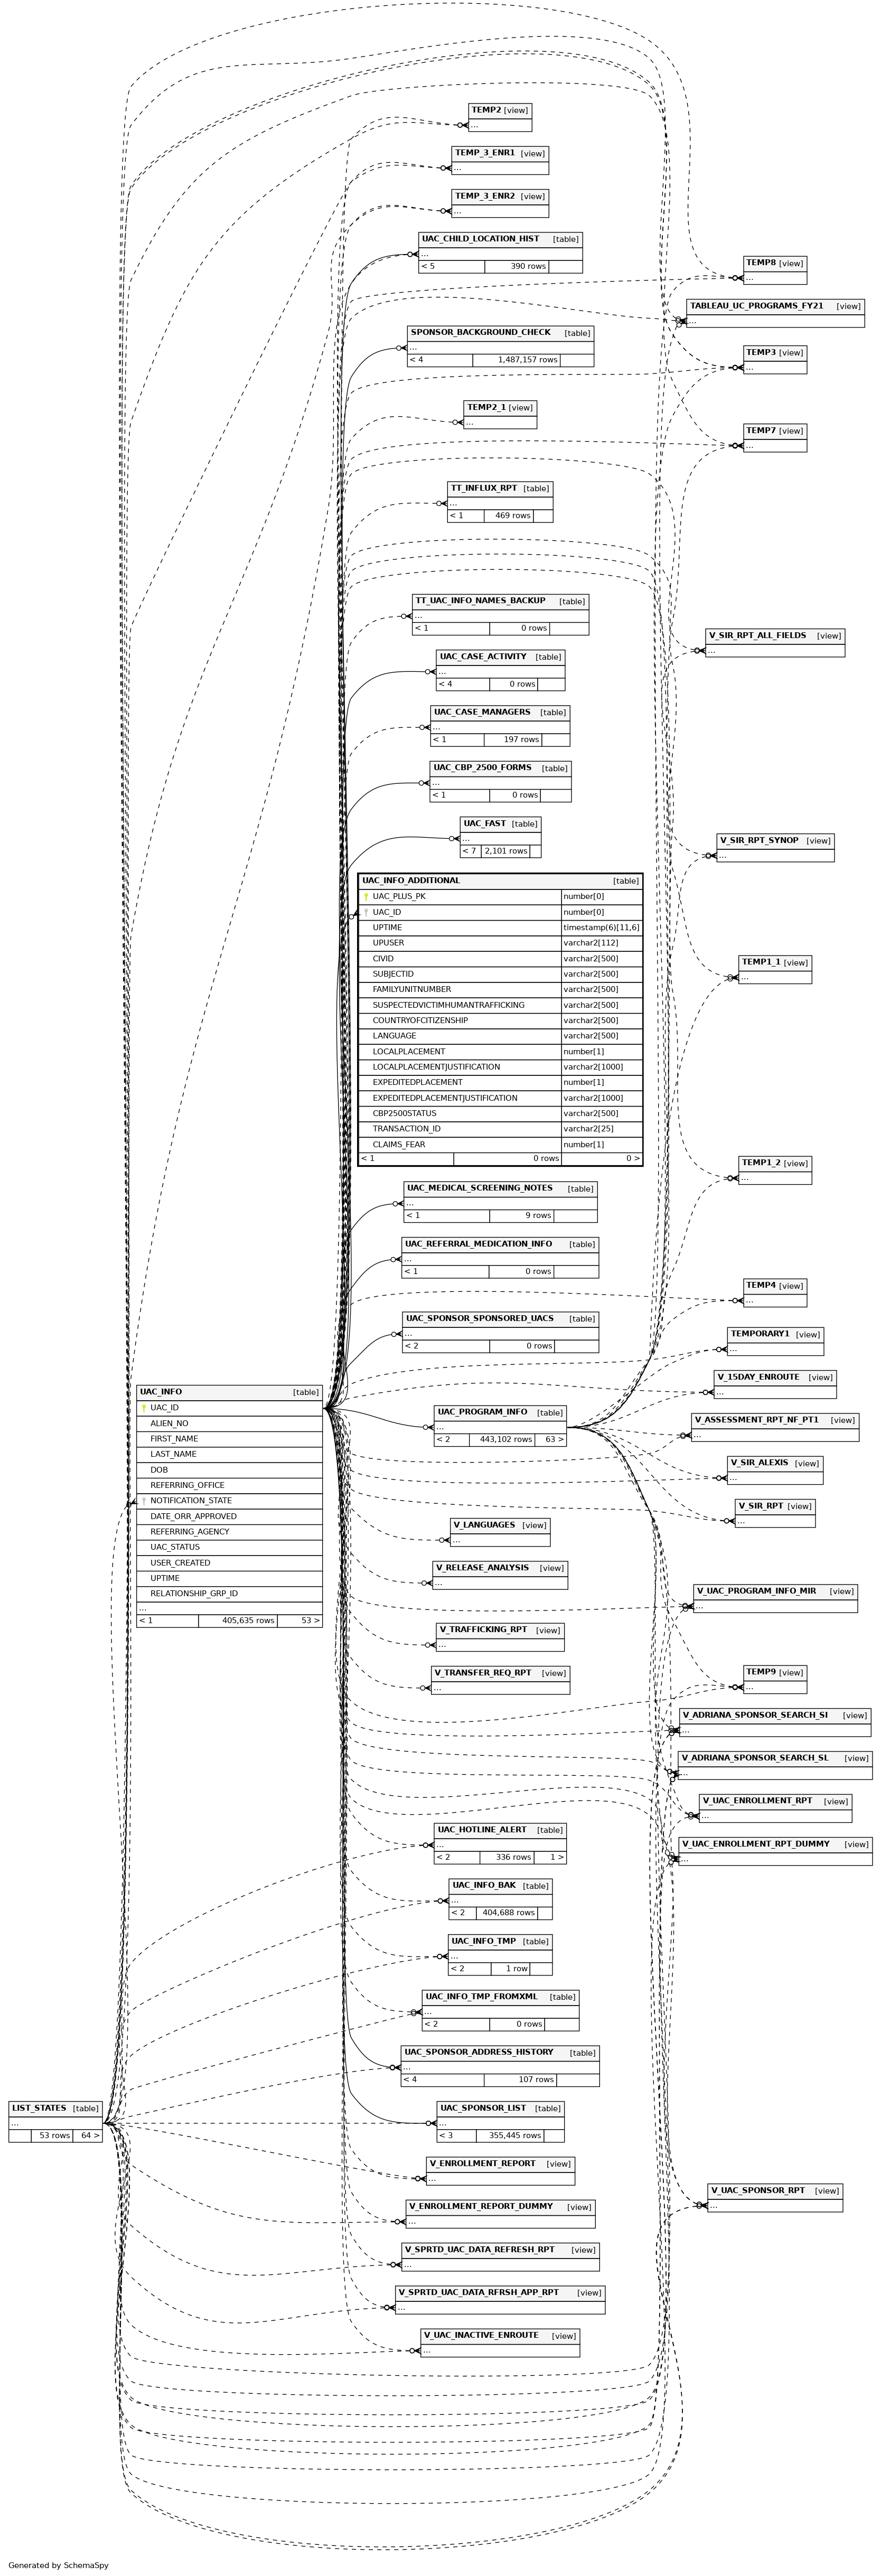 TEMP2 [view]
...
TEMP_3_ENR1 [view]
...
TEMP_3_ENR2 [view]
...
UAC_CHILD_LOCATION_HIST [table]
...
< 5 390 rows
TEMP8 [view]
...
TABLEAU_UC_PROGRAMS_FY21 [view]
...
SPONSOR_BACKGROUND_CHECK [table]
...
< 4 1,487,157 rows
TEMP3 [view]
...
TEMP2_1 [view]
...
TEMP7 [view]
...
TT_INFLUX_RPT [table]
...
< 1 469 rows
TT_UAC_INFO_NAMES_BACKUP [table]
...
< 1 0 rows
V_SIR_RPT_ALL_FIELDS [view]
...
UAC_CASE_ACTIVITY [table]
...
< 4 0 rows
UAC_CASE_MANAGERS [table]
...
< 1 197 rows
UAC_CBP_2500_FORMS [table]
...
< 1 0 rows
UAC_FAST [table]
...
< 7 2,101 rows
V_SIR_RPT_SYNOP [view]
...
UAC_INFO_ADDITIONAL [table]
UAC_PLUS_PK number[0]
UAC_ID number[0]
UPTIME timestamp(6)[11,6]
UPUSER varchar2[112]
CIVID varchar2[500]
SUBJECTID varchar2[500]
FAMILYUNITNUMBER varchar2[500]
SUSPECTEDVICTIMHUMANTRAFFICKING varchar2[500]
COUNTRYOFCITIZENSHIP varchar2[500]
LANGUAGE varchar2[500]
LOCALPLACEMENT number[1]
LOCALPLACEMENTJUSTIFICATION varchar2[1000]
EXPEDITEDPLACEMENT number[1]
EXPEDITEDPLACEMENTJUSTIFICATION varchar2[1000]
CBP2500STATUS varchar2[500]
TRANSACTION_ID varchar2[25]
CLAIMS_FEAR number[1]
< 1 0 rows 0 >
TEMP1_1 [view]
...
TEMP1_2 [view]
...
UAC_MEDICAL_SCREENING_NOTES [table]
...
< 1 9 rows
UAC_REFERRAL_MEDICATION_INFO [table]
...
< 1 0 rows
TEMP4 [view]
...
UAC_SPONSOR_SPONSORED_UACS [table]
...
< 2 0 rows
TEMPORARY1 [view]
...
V_15DAY_ENROUTE [view]
...
UAC_INFO [table]
UAC_ID
ALIEN_NO
FIRST_NAME
LAST_NAME
DOB
REFERRING_OFFICE
NOTIFICATION_STATE
DATE_ORR_APPROVED
REFERRING_AGENCY
UAC_STATUS
USER_CREATED
UPTIME
RELATIONSHIP_GRP_ID
...
< 1 405,635 rows 53 >
UAC_PROGRAM_INFO [table]
...
< 2 443,102 rows 63 >
V_ASSESSMENT_RPT_NF_PT1 [view]
...
V_SIR_ALEXIS [view]
...
V_SIR_RPT [view]
...
V_LANGUAGES [view]
...
V_RELEASE_ANALYSIS [view]
...
V_UAC_PROGRAM_INFO_MIR [view]
...
V_TRAFFICKING_RPT [view]
...
V_TRANSFER_REQ_RPT [view]
...
TEMP9 [view]
...
V_ADRIANA_SPONSOR_SEARCH_SI [view]
...
V_ADRIANA_SPONSOR_SEARCH_SL [view]
...
V_UAC_ENROLLMENT_RPT [view]
...
UAC_HOTLINE_ALERT [table]
...
< 2 336 rows 1 >
V_UAC_ENROLLMENT_RPT_DUMMY [view]
...
UAC_INFO_BAK [table]
...
< 2 404,688 rows
UAC_INFO_TMP [table]
...
< 2 1 row
UAC_INFO_TMP_FROMXML [table]
...
< 2 0 rows
UAC_SPONSOR_ADDRESS_HISTORY [table]
...
< 4 107 rows
LIST_STATES [table]
...
53 rows 64 >
UAC_SPONSOR_LIST [table]
...
< 3 355,445 rows
V_ENROLLMENT_REPORT [view]
...
V_UAC_SPONSOR_RPT [view]
...
V_ENROLLMENT_REPORT_DUMMY [view]
...
V_SPRTD_UAC_DATA_REFRESH_RPT [view]
...
V_SPRTD_UAC_DATA_RFRSH_APP_RPT [view]
...
V_UAC_INACTIVE_ENROUTE [view]
...
Generated by SchemaSpy